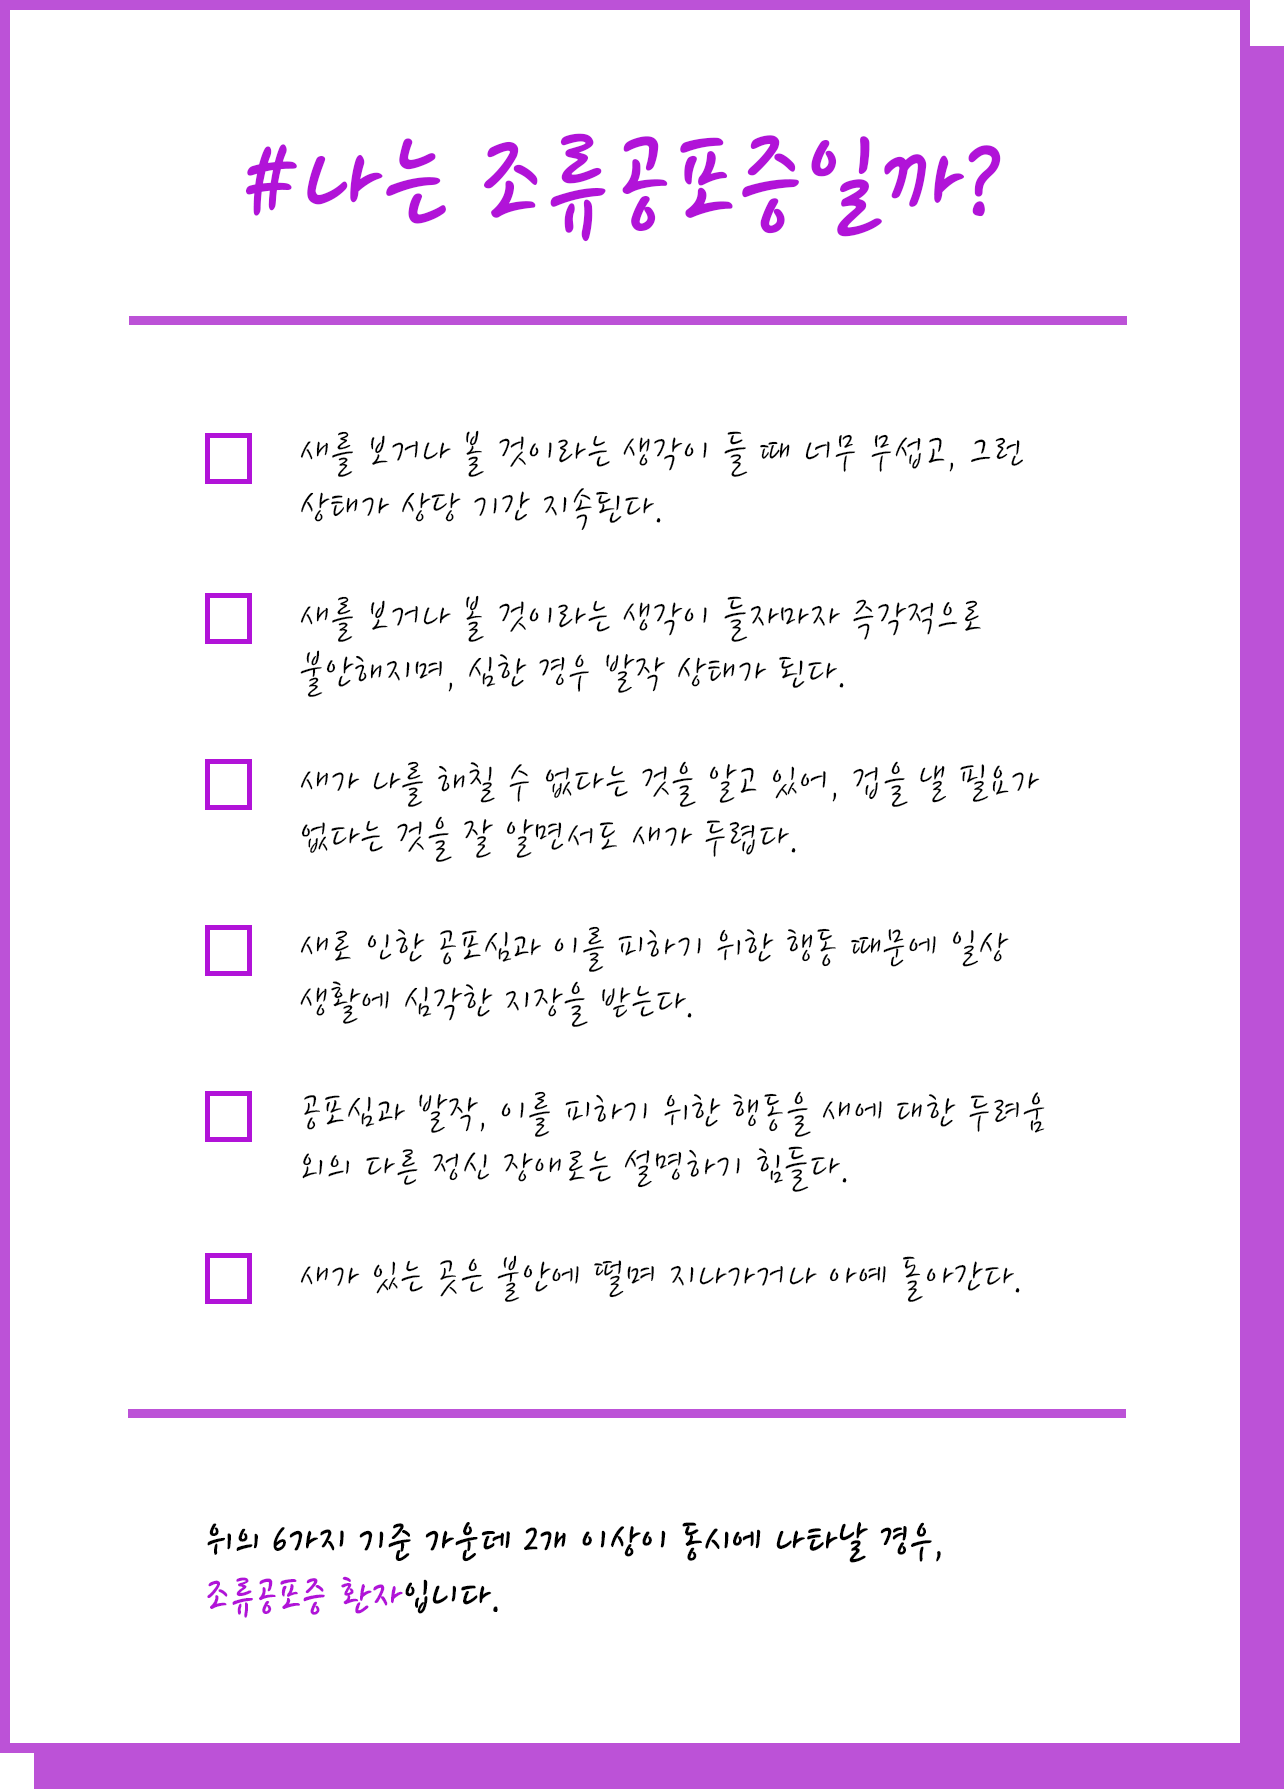 #나는 조류공포증일까?
새를 보거나 볼 것이라는 생각이 들 때 너무 무섭고, 그런
상태가 상당 기간 지속된다.
새를 보거나 볼 것이라는 생각이 들자마자 즉각적으로
불안해지며, 심한 경우 발작 상태가 된다.
새가 나를 해칠 수 없다는 것을 알고 있어, 겁을 낼 필요가
없다는 것을 잘 알면서도 새가 두렵다.
새로 인한 공포심과 이를 피하기 위한 행동 때문에 일상
생활에 심각한 지장을 받는다.
공포심과 발작, 이를 피하기 위한 행동을 새에 대한 두려움
외의 다른 정신 장애로는 설명하기 힘들다.
새가 있는 곳은 불안에 떨며 지나가거나 아예 돌아간다.
위의 6가지 기준 가운데 2개 이상이 동시에 나타날 경우,
조류공포증 환자입니다.